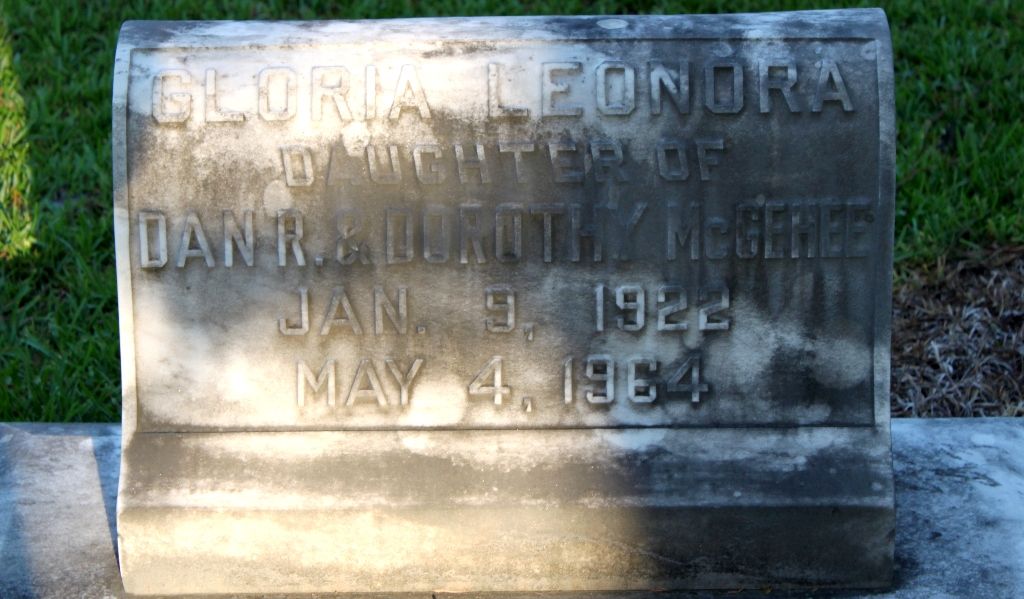 GLORIA LEONORA
DAUGHTER OF
DAN R. & DOROTHY McGEHEE
JAN. 9, 1922
MAY 4, 1964